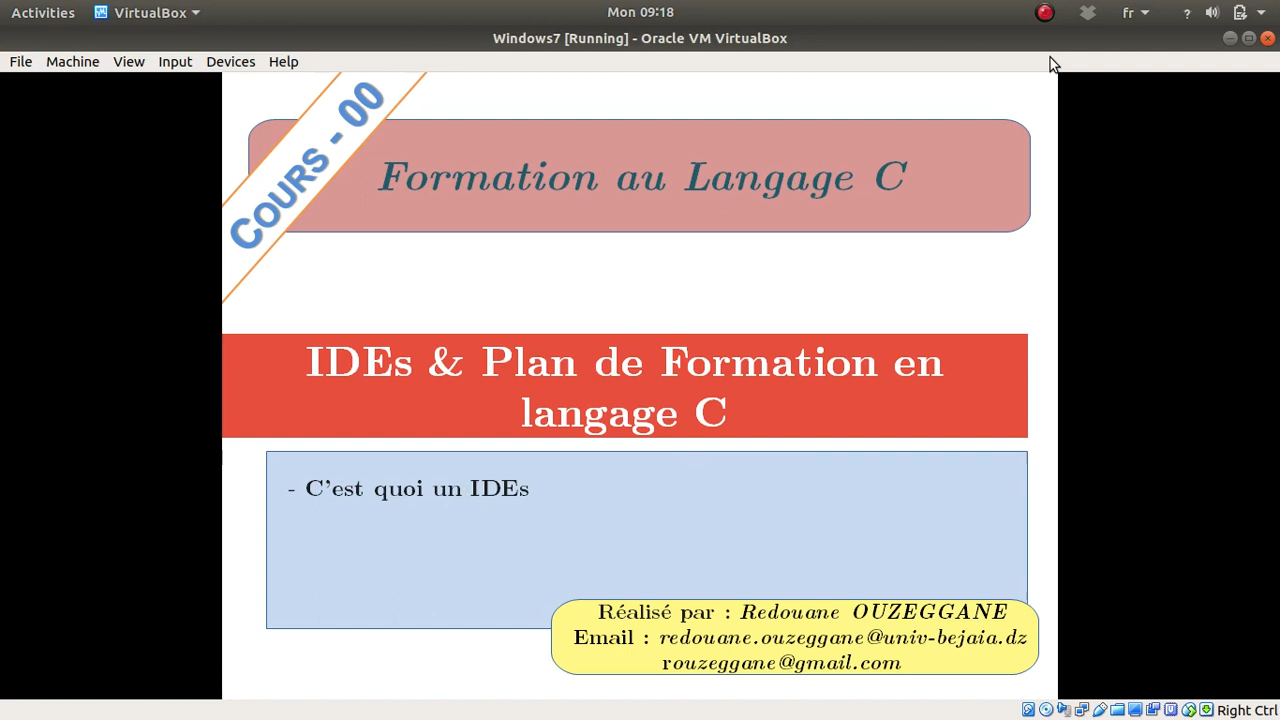 Activities VirtualBox Mon 09:18 fr ?
Windows7 [Running] - Oracle VM VirtualBox
File Machine View Input Devices Help
COURS - 00
Formation au Langage C
IDEs & Plan de Formation en
langage C
- C'est quoi un IDEs
Réalisé par : Redouane OUZEGGANE
Email : redouane.ouzeggane@univ-bejaia.dz
rouzeggane@gmail.com
Right Ctrl